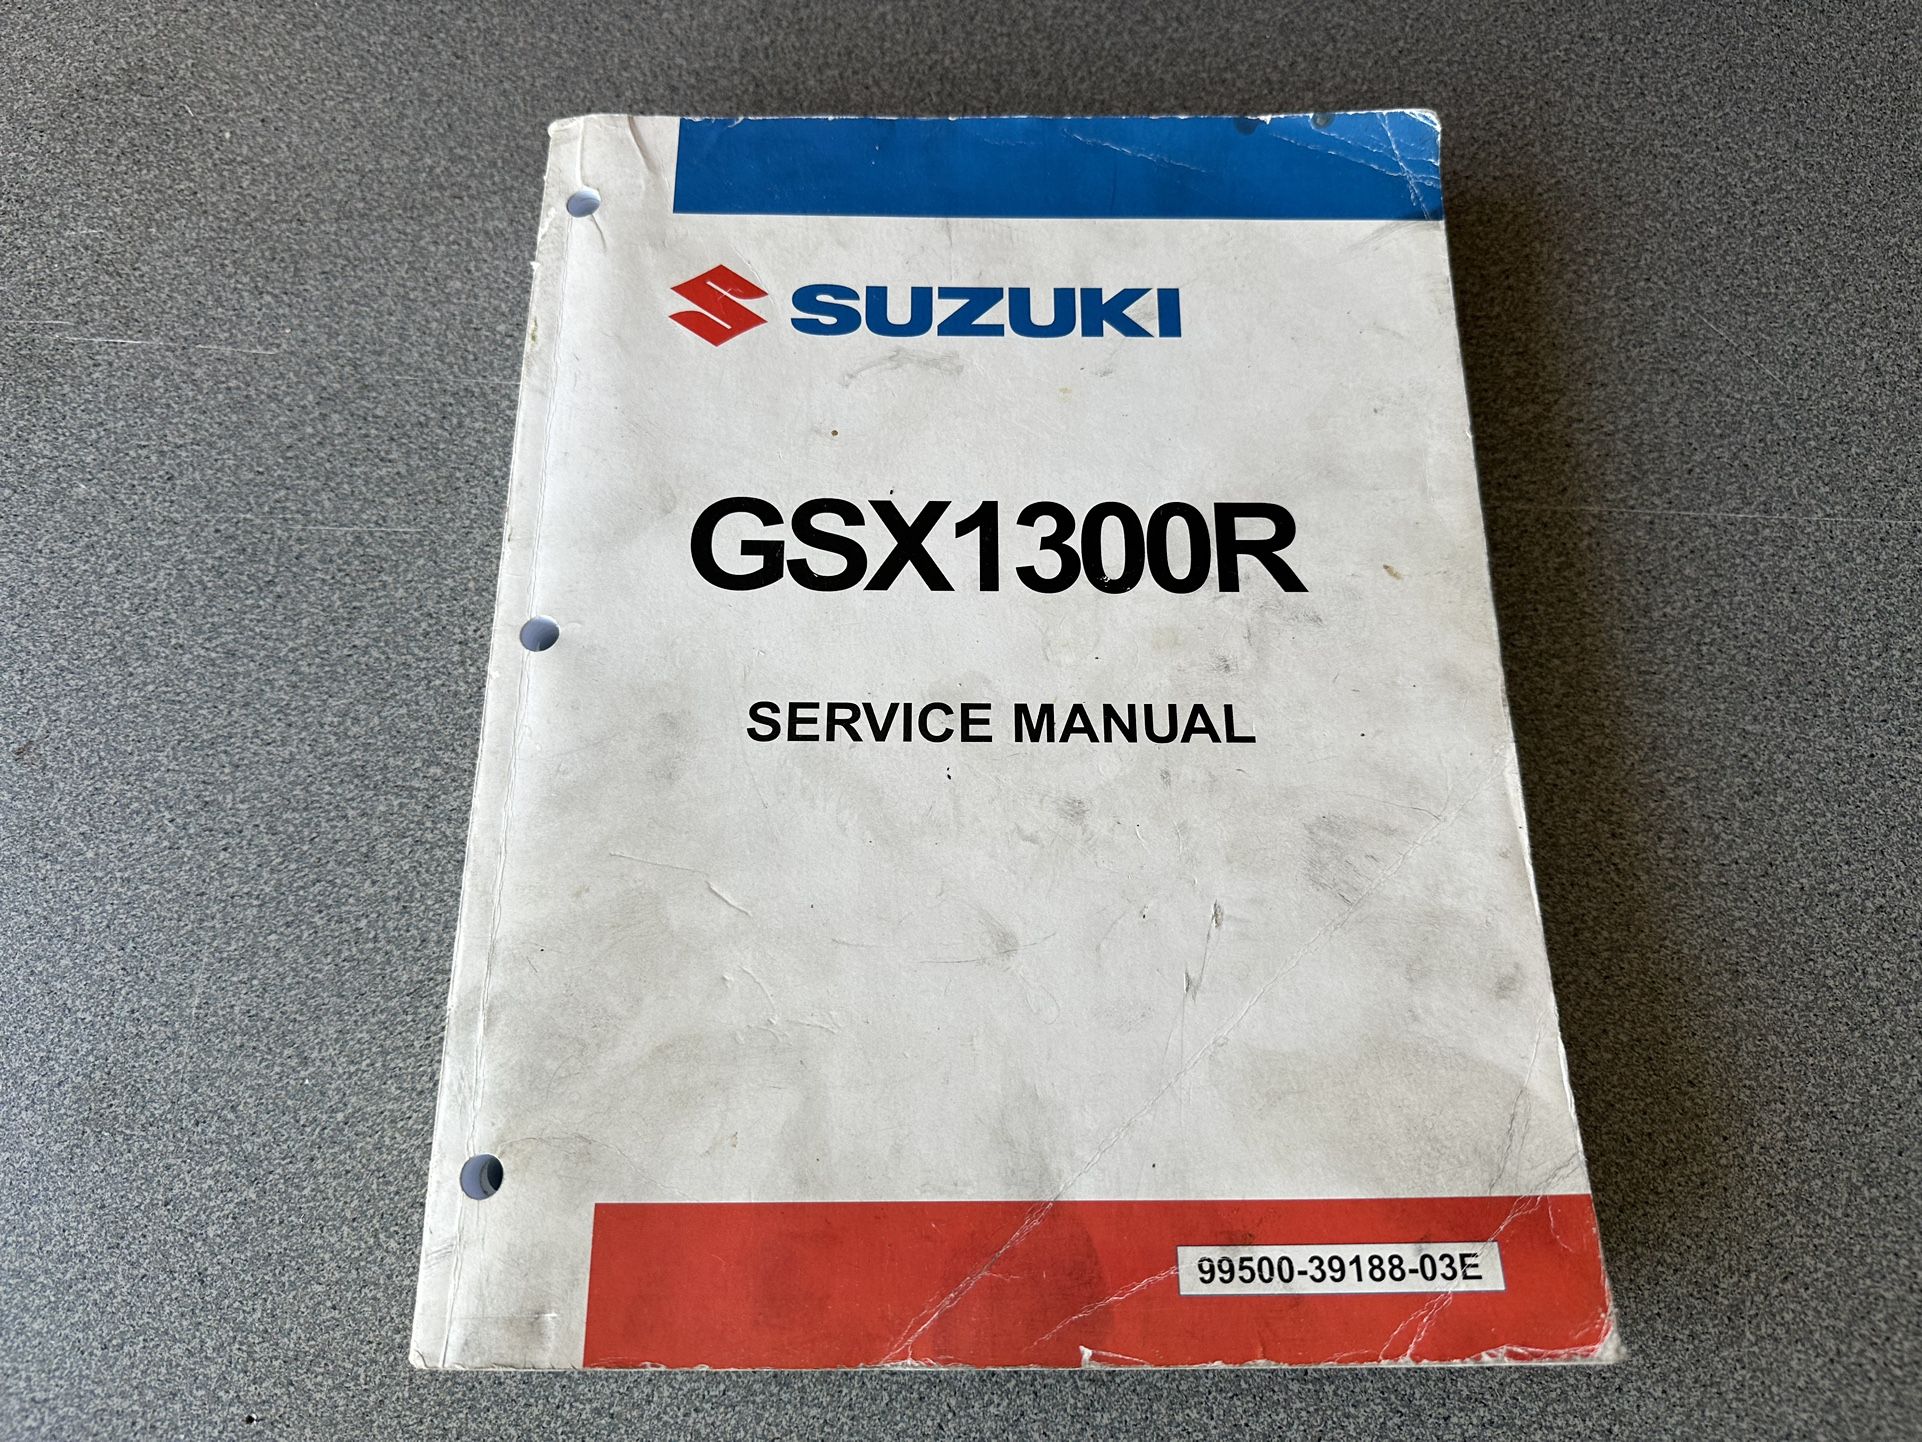 SUZUKI
GSX1300R
SERVICE MANUAL
99500-39188-03E